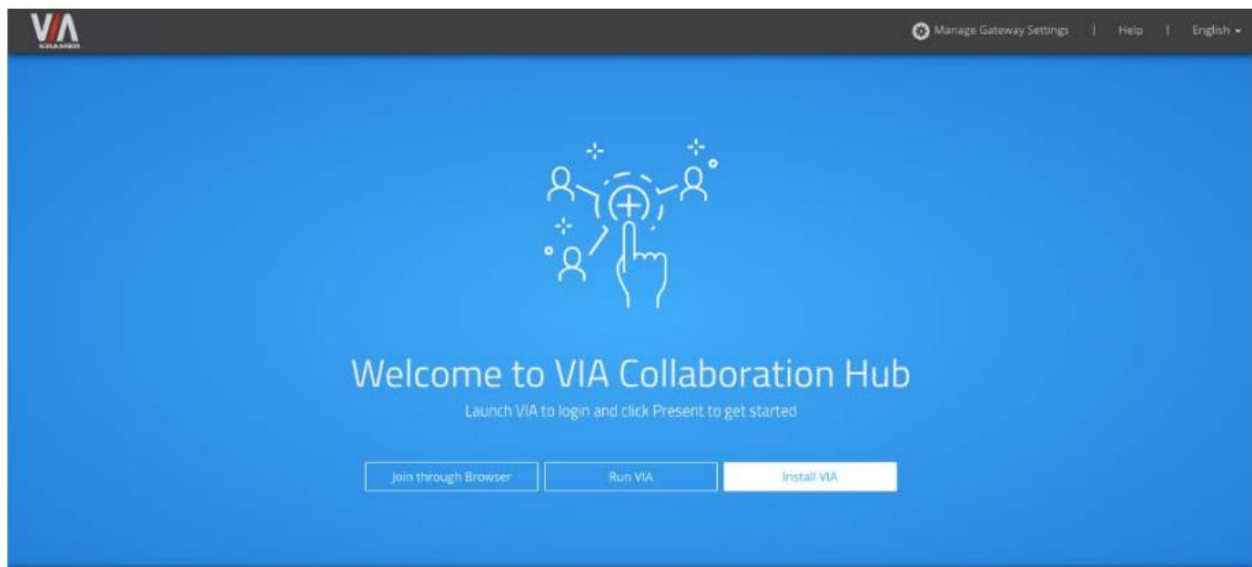 VIA
KRAMER
Manage Gateway Settings | Help | English
Welcome to VIA Collaboration Hub
Launch VIA to login and click Present to get started
Join through Browser
Run VIA
Install VIA